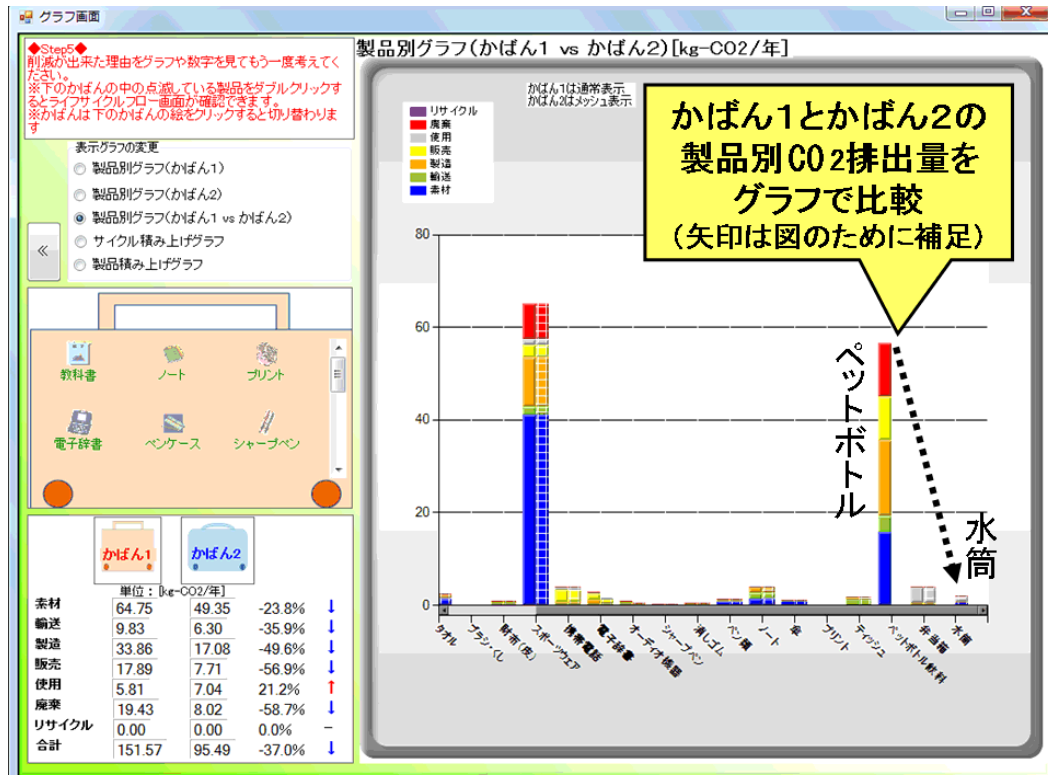 グラフ画面
◆Step5◆
削減が出来た理由をグラフや数字を見てもう一度考えてく
ださい。
※下のかばんの中の点滅している製品をダブルクリックす
るとライフサイクルフロー画面が確認できます。
※かばんは下のかばんの絵をクリックすると切り替わりま
す
表示グラフの変更
製品別グラフ(かばん1)
製品別グラフ(かばん2)
製品別グラフ(かばん1 vs かばん2)
サイクル積み上げグラフ
製品積み上げグラフ
教科書
ノート
プリント
電子辞書
ペンケース
シャープペン
かばん1
かばん2
単位:[kg-CO2/年]
素材 64.75 49.35 -23.8% ↓
輸送 9.83 6.30 -35.9% ↓
製造 33.86 17.08 -49.6% ↓
販売 17.89 7.71 -56.9% ↓
使用 5.81 7.04 21.2% ↑
廃棄 19.43 8.02 -58.7% ↓
リサイクル 0.00 0.00 0.0% -
合計 151.57 95.49 -37.0% ↓
製品別グラフ(かばん1 vs かばん2)[kg-CO2/年]
かばん1は通常表示
かばん2はメッシュ表示
リサイクル
廃棄
使用
販売
製造
輸送
素材
かばん1とかばん2の
製品別CO2排出量を
グラフで比較
(矢印は図のために補足)
80
60
40
20
0
ペットボトル
水筒
タオル
ブラシ・くし
財布(皮)
スポーツウェア
携帯電話
電子辞書
オーディオ機器
シャープペン
消しゴム
ペン類
ノート
傘
プリント
ティッシュ
ペットボトル飲料
弁当箱
水筒